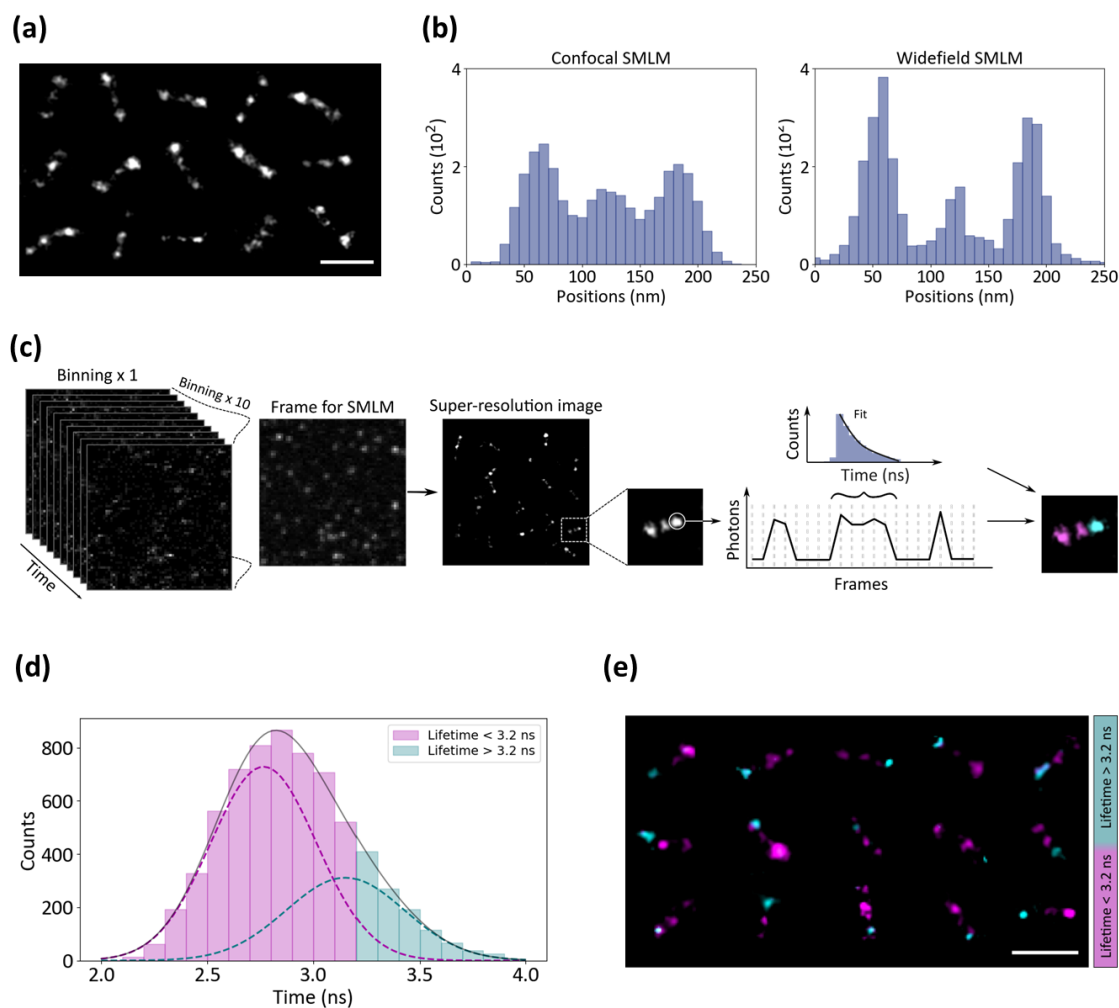 (a)
(b)
Confocal SMLM
Widefield SMLM
4
2
0
Counts (10²)
0 50 100 150 200 250
Positions (nm)
4
2
0
Counts (10²)
0 50 100 150 200 250
Positions (nm)
(c)
Binning x 1
Binning x 10
Time
Frame for SMLM
Super-resolution image
Counts
Fit
Time (ns)
Photons
Frames
(d)
800
600
400
200
0
Counts
Lifetime < 3.2 ns
Lifetime > 3.2 ns
2.0 2.5 3.0 3.5 4.0
Time (ns)
(e)
Lifetime > 3.2 ns
Lifetime < 3.2 ns